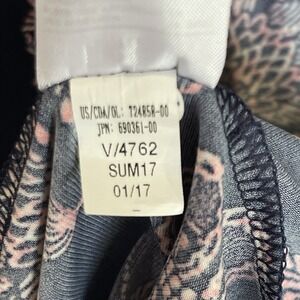 US/CDA/OL: 724858-00
JPN: 690361-00
V/4762
SUM17
01/17